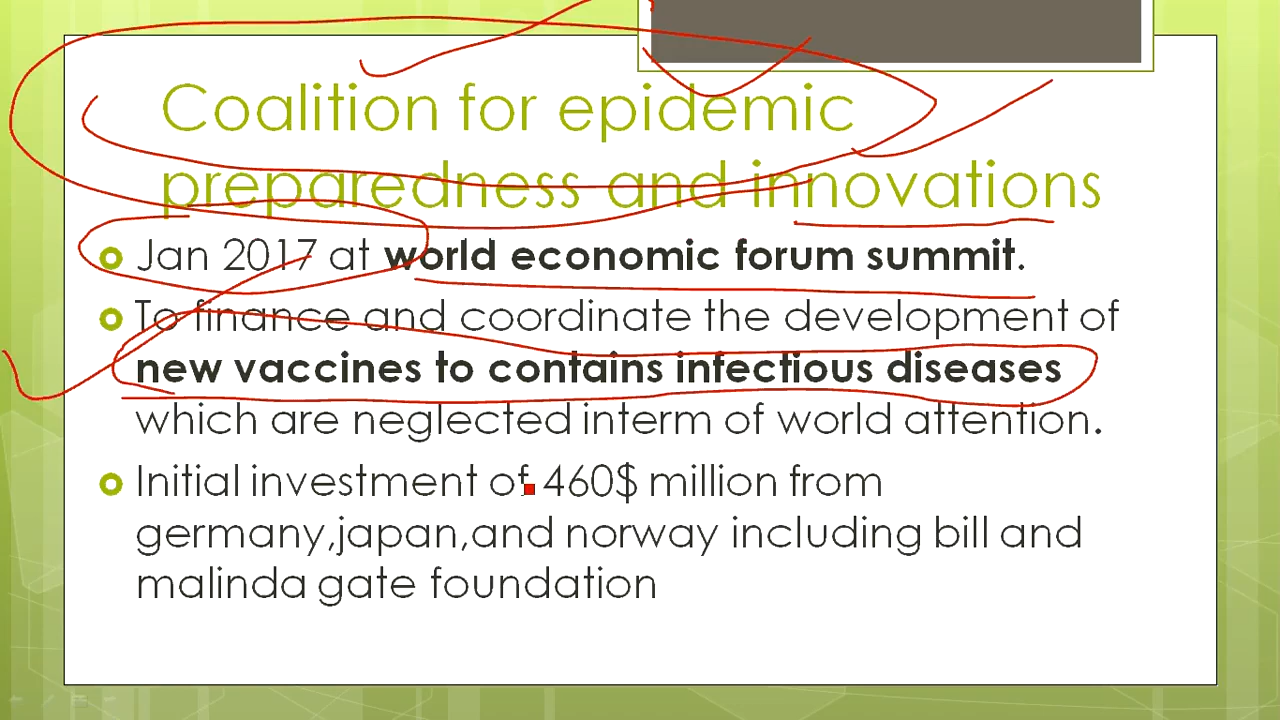 Coalition for epidemic
preparedness and innovations
Jan 2017 at world economic forum summit.
To finance and coordinate the development of
new vaccines to contains infectious diseases
which are neglected interm of world attention.
Initial investment of 460$ million from
germany,japan,and norway including bill and
malinda gate foundation